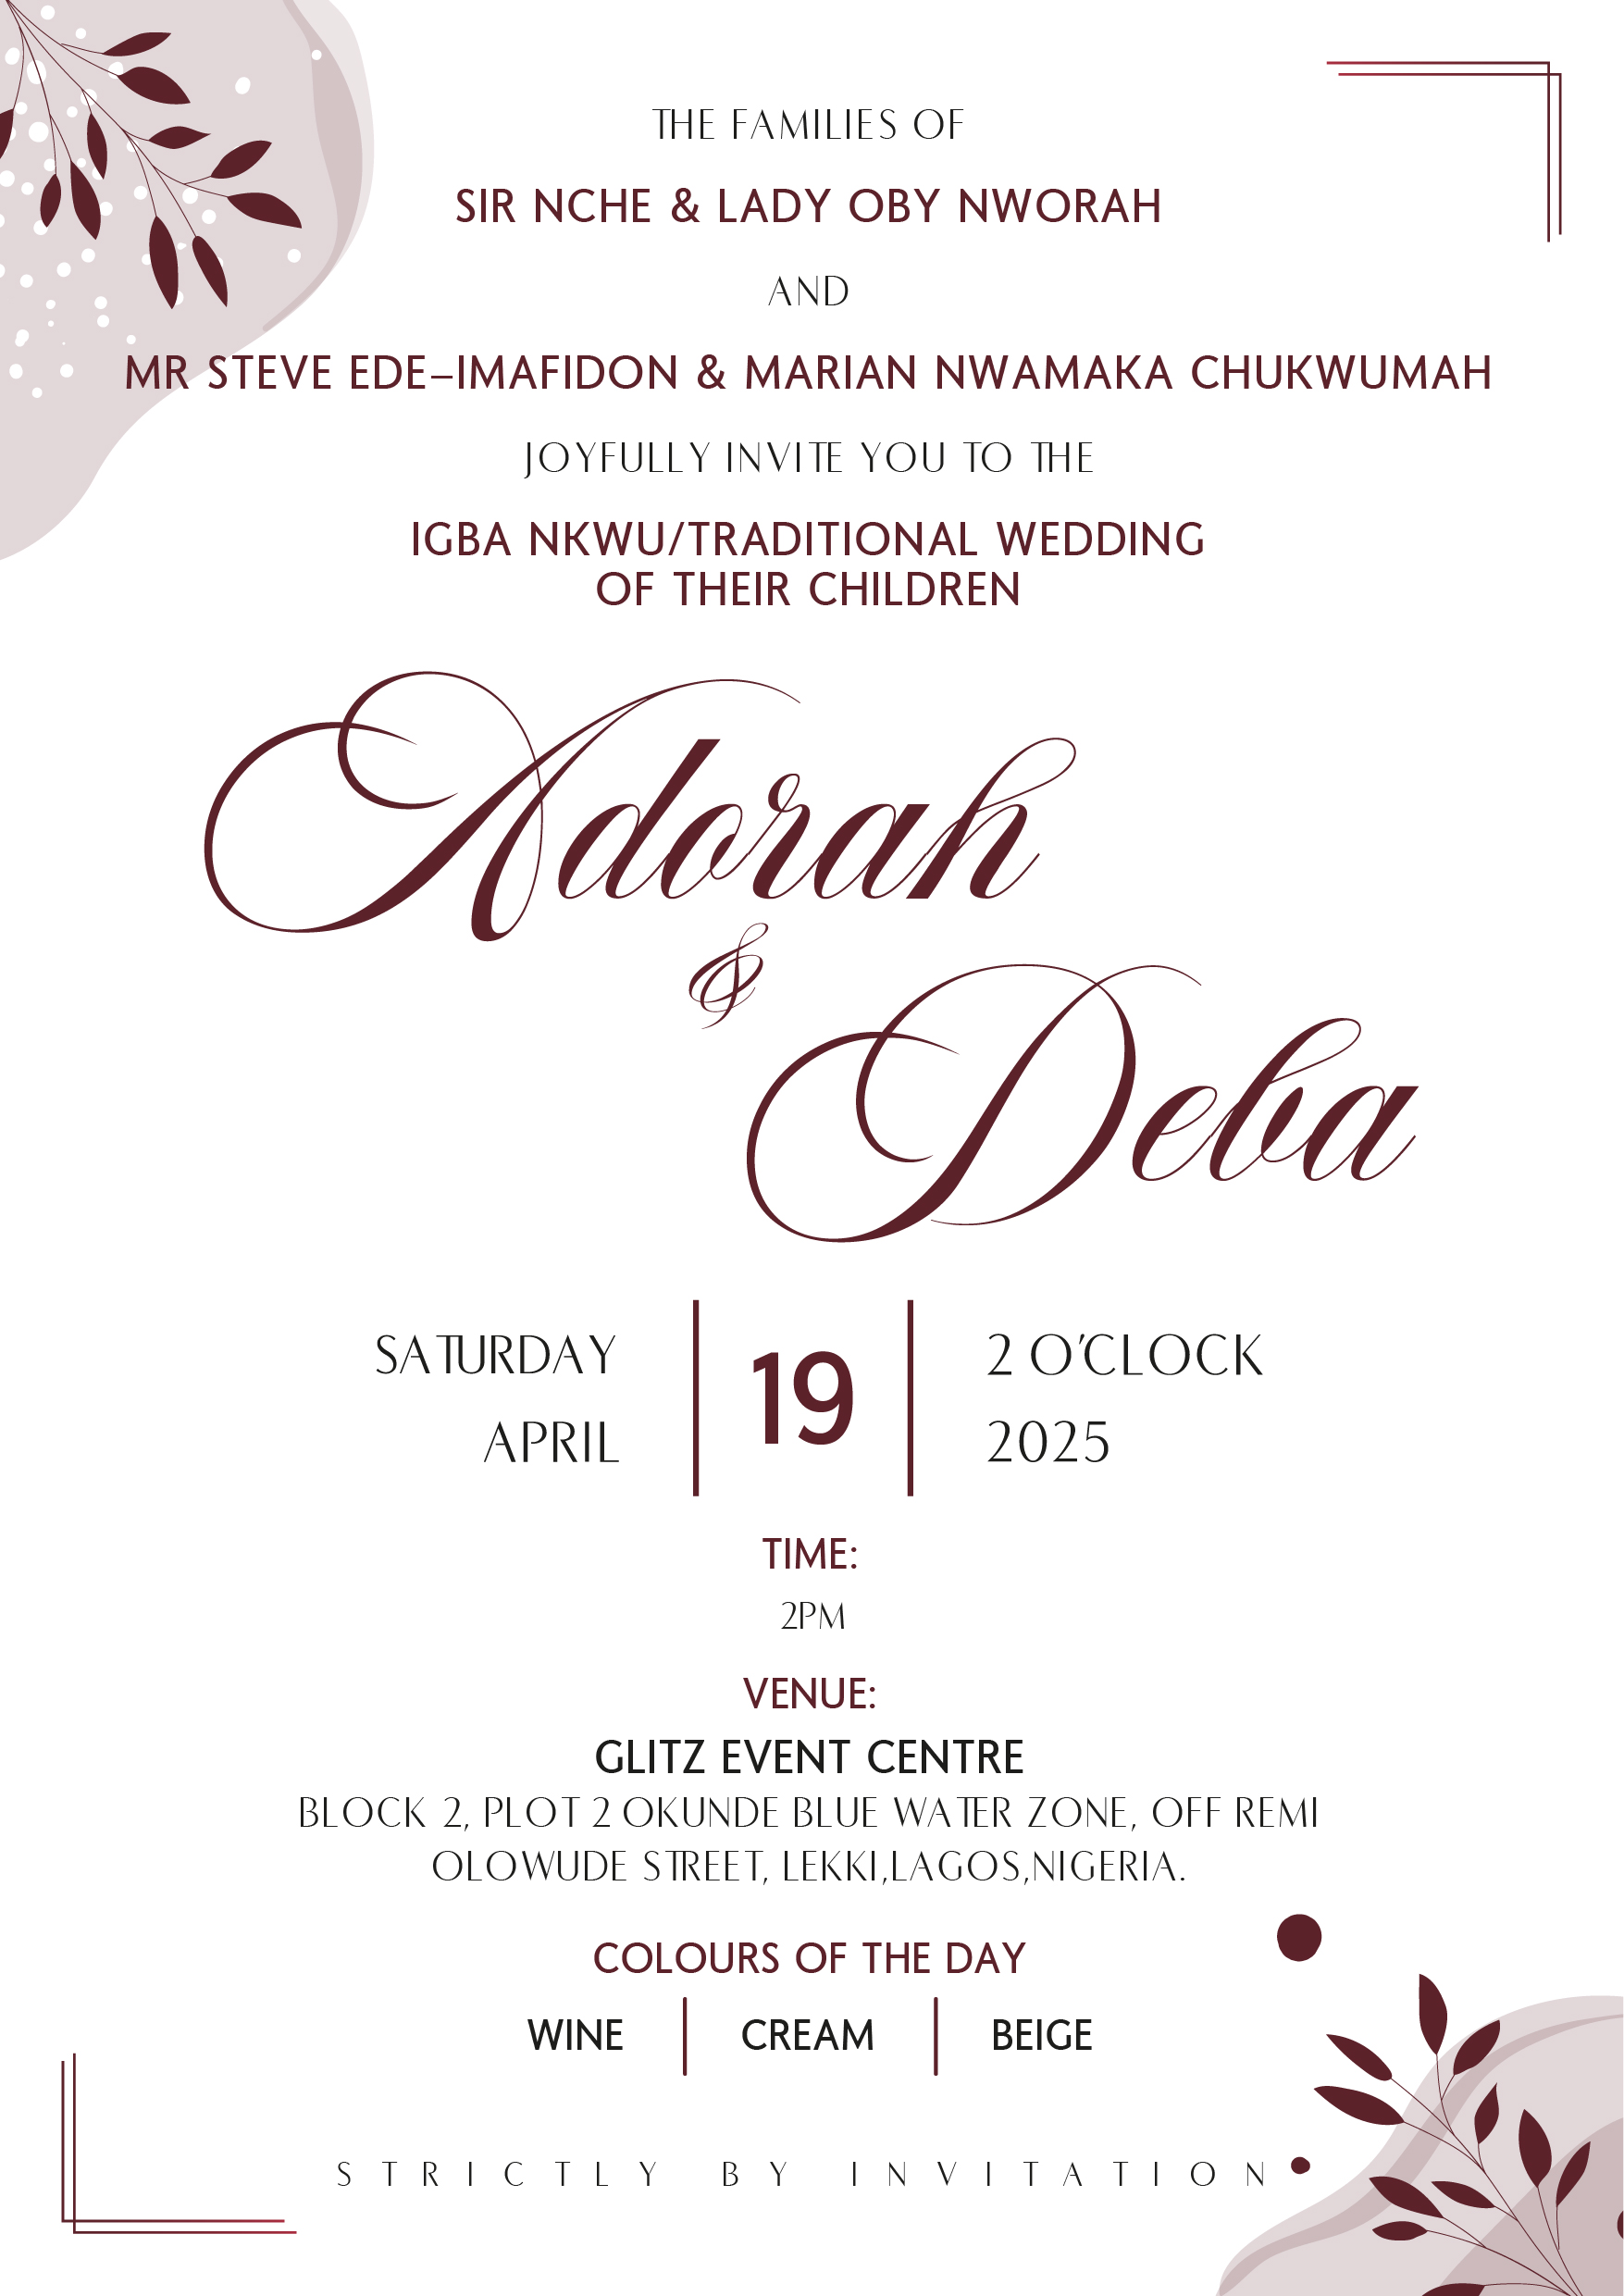 THE FAMILIES OF
SIR NCHE & LADY OBY NWORAH
AND
MR STEVE EDE–IMAFIDON & MARIAN NWAMAKA CHUKWUMAH
JOYFULLY INVITE YOU TO THE
IGBA NKWU/TRADITIONAL WEDDING
OF THEIR CHILDREN
Adorah
&
Deba
SATURDAY
APRIL
19
2 O'CLOCK
2025
TIME:
2PM
VENUE:
GLITZ EVENT CENTRE
BLOCK 2, PLOT 2 OKUNDE BLUE WATER ZONE, OFF REMI
OLOWUDE STREET, LEKKI,LAGOS,NIGERIA.
COLOURS OF THE DAY
WINE
CREAM
BEIGE
STRICTLY BY INVITATION